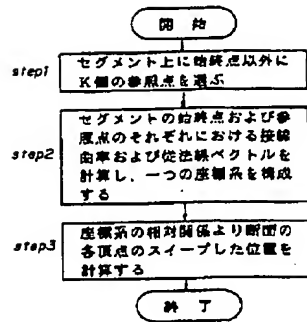 開 始
step1
セグメント上に始終点以外に
K個の参照点を選ぶ
step2
セグメントの始終点および参
照点のそれぞれにおける接線
曲率および従法線ベクトルを
計算し、一つの座標系を構成
する
step3
座標系の相対関係より断面の
各頂点のスイープした位置を
計算する
終 了